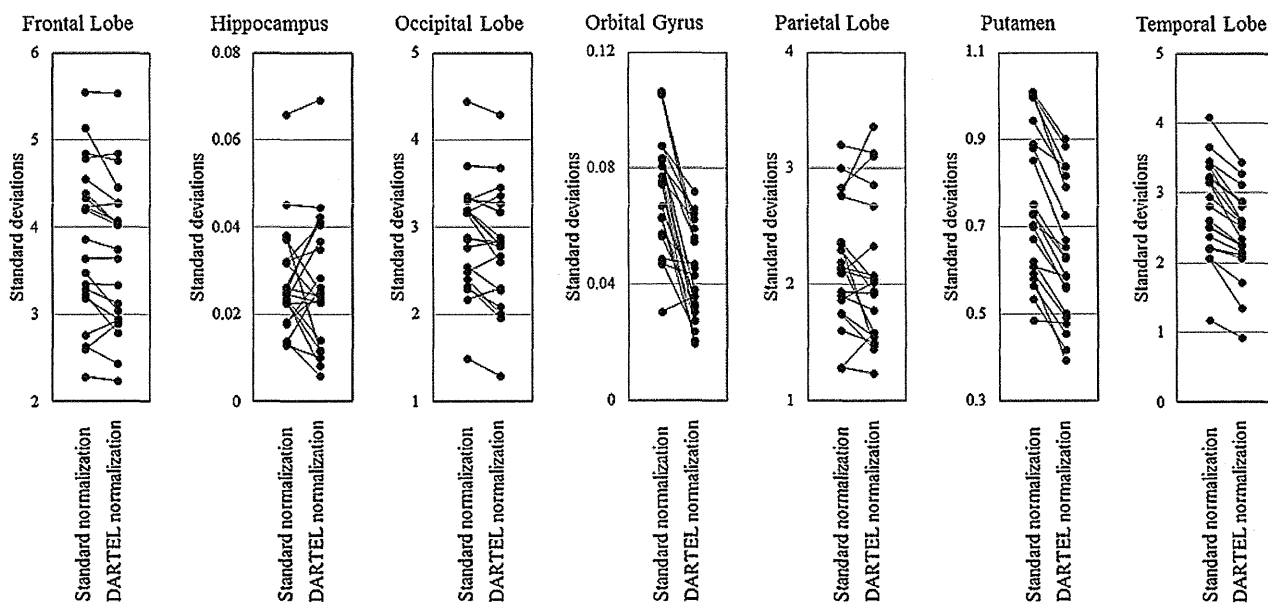 Frontal Lobe
Hippocampus
Occipital Lobe
Orbital Gyrus
Parietal Lobe
Putamen
Temporal Lobe
6
5
4
3
2
Standard deviations
Standard normalization
DARTEL normalization
0.08
0.06
0.04
0.02
0
Standard deviations
Standard normalization
DARTEL normalization
5
4
3
2
1
Standard deviations
Standard normalization
DARTEL normalization
0.12
0.08
0.04
0
Standard deviations
Standard normalization
DARTEL normalization
4
3
2
1
Standard deviations
Standard normalization
DARTEL normalization
1.1
0.9
0.7
0.5
0.3
Standard deviations
Standard normalization
DARTEL normalization
5
4
3
2
1
0
Standard deviations
Standard normalization
DARTEL normalization